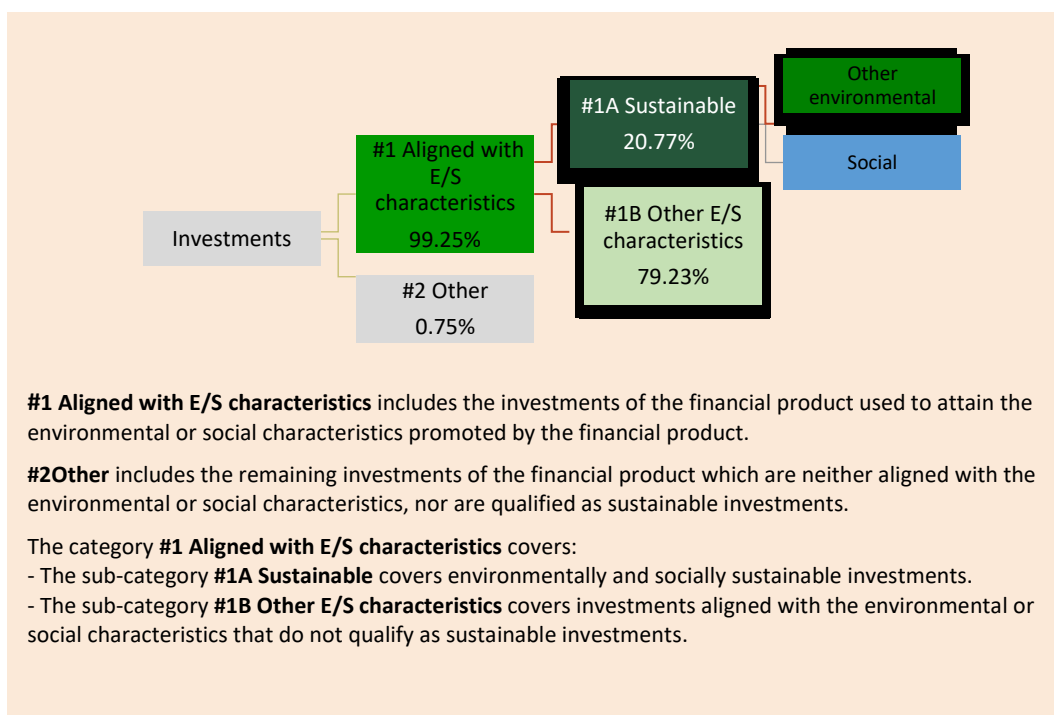 Investments
#1 Aligned with
E/S
characteristics
99.25%
#2 Other
0.75%
#1A Sustainable
20.77%
#1B Other E/S
characteristics
79.23%
Other
environmental
Social
#1 Aligned with E/S characteristics includes the investments of the financial product used to attain the
environmental or social characteristics promoted by the financial product.
#2Other includes the remaining investments of the financial product which are neither aligned with the
environmental or social characteristics, nor are qualified as sustainable investments.
The category #1 Aligned with E/S characteristics covers:
- The sub-category #1A Sustainable covers environmentally and socially sustainable investments.
- The sub-category #1B Other E/S characteristics covers investments aligned with the environmental or
social characteristics that do not qualify as sustainable investments.